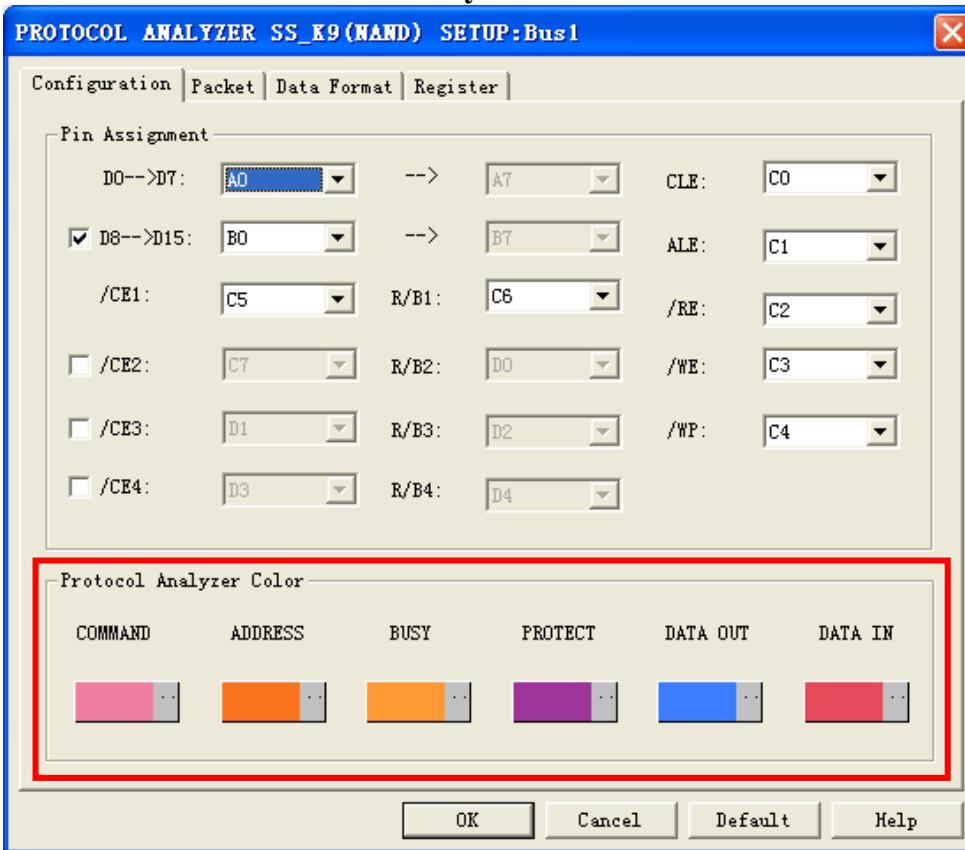 PROTOCOL ANALYZER SS_K9(NAND) SETUP:Bus1
Configuration Packet Data Format Register
Pin Assignment
D0-->D7: A0 --> A7 CLE: C0
D8-->D15: B0 --> B7 ALE: C1
/CE1: C5 R/B1: C6 /RE: C2
/CE2: C7 R/B2: D0 /WE: C3
/CE3: D1 R/B3: D2 /WP: C4
/CE4: D3 R/B4: D4
Protocol Analyzer Color
COMMAND ADDRESS BUSY PROTECT DATA OUT DATA IN
.. .. .. .. .. ..
OK Cancel Default Help